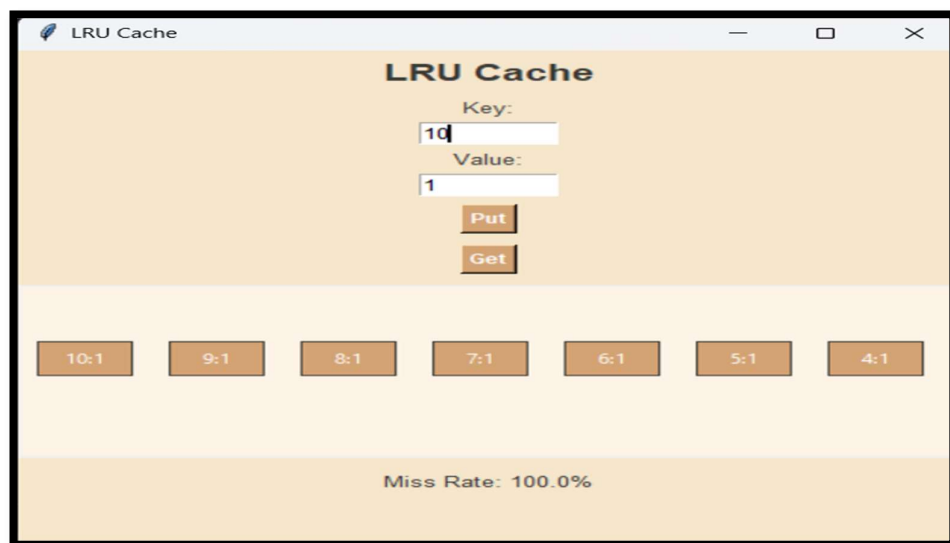 LRU Cache
LRU Cache
Key:
10
Value:
1
Put
Get
10:1 9:1 8:1 7:1 6:1 5:1 4:1
Miss Rate: 100.0%